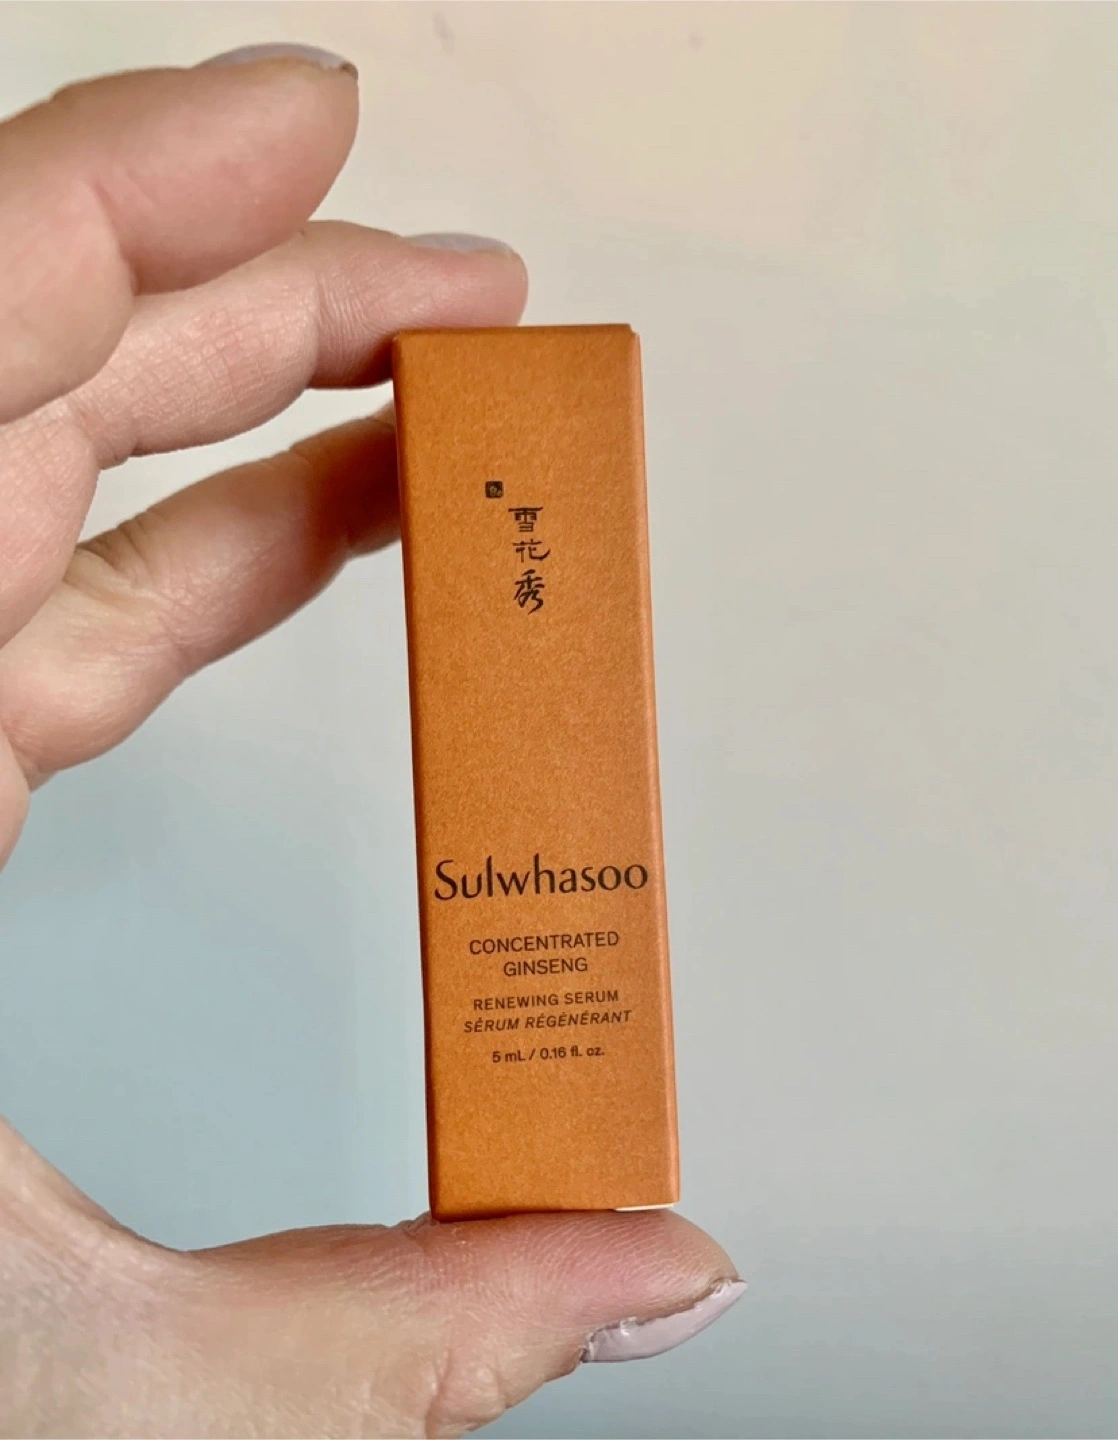 雪
花
秀
Sulwhasoo
CONCENTRATED
GINSENG
RENEWING SERUM
SÉRUM RÉGÉNÉRANT
5 mL / 0.16 fl. oz.